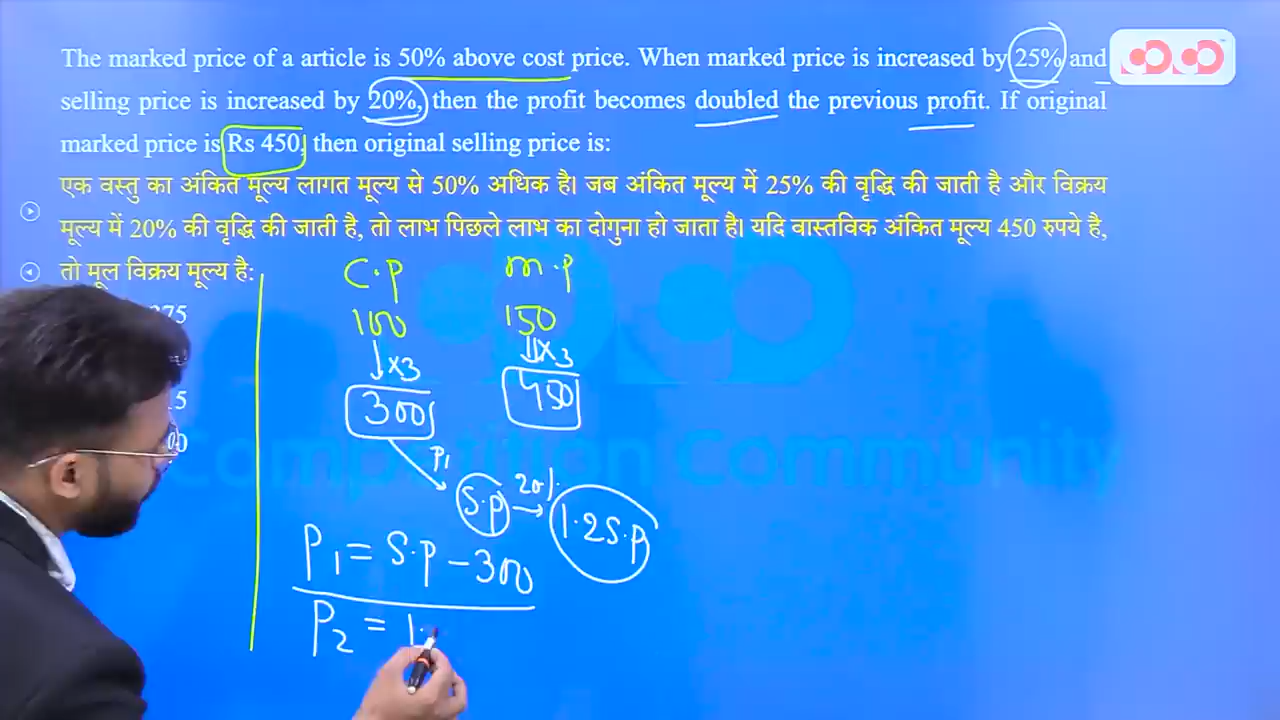 The marked price of a article is 50% above cost price. When marked price is increased by 25% and
selling price is increased by 20%, then the profit becomes doubled the previous profit. If original
marked price is Rs 450, then original selling price is:
एक वस्तु का अंकित मूल्य लागत मूल्य से 50% अधिक है। जब अंकित मूल्य में 25% की वृद्धि की जाती है और विक्रय
मूल्य में 20% की वृद्धि की जाती है, तो लाभ पिछले लाभ का दोगुना हो जाता है। यदि वास्तविक अंकित मूल्य 450 रुपये है,
तो मूल विक्रय मूल्य है:
C.P M.P
100 150
×3 ×3
300 450
P1
S.P 20% 1.2S.P
P1 = S.P - 300
P2 = 1.
Competition Community